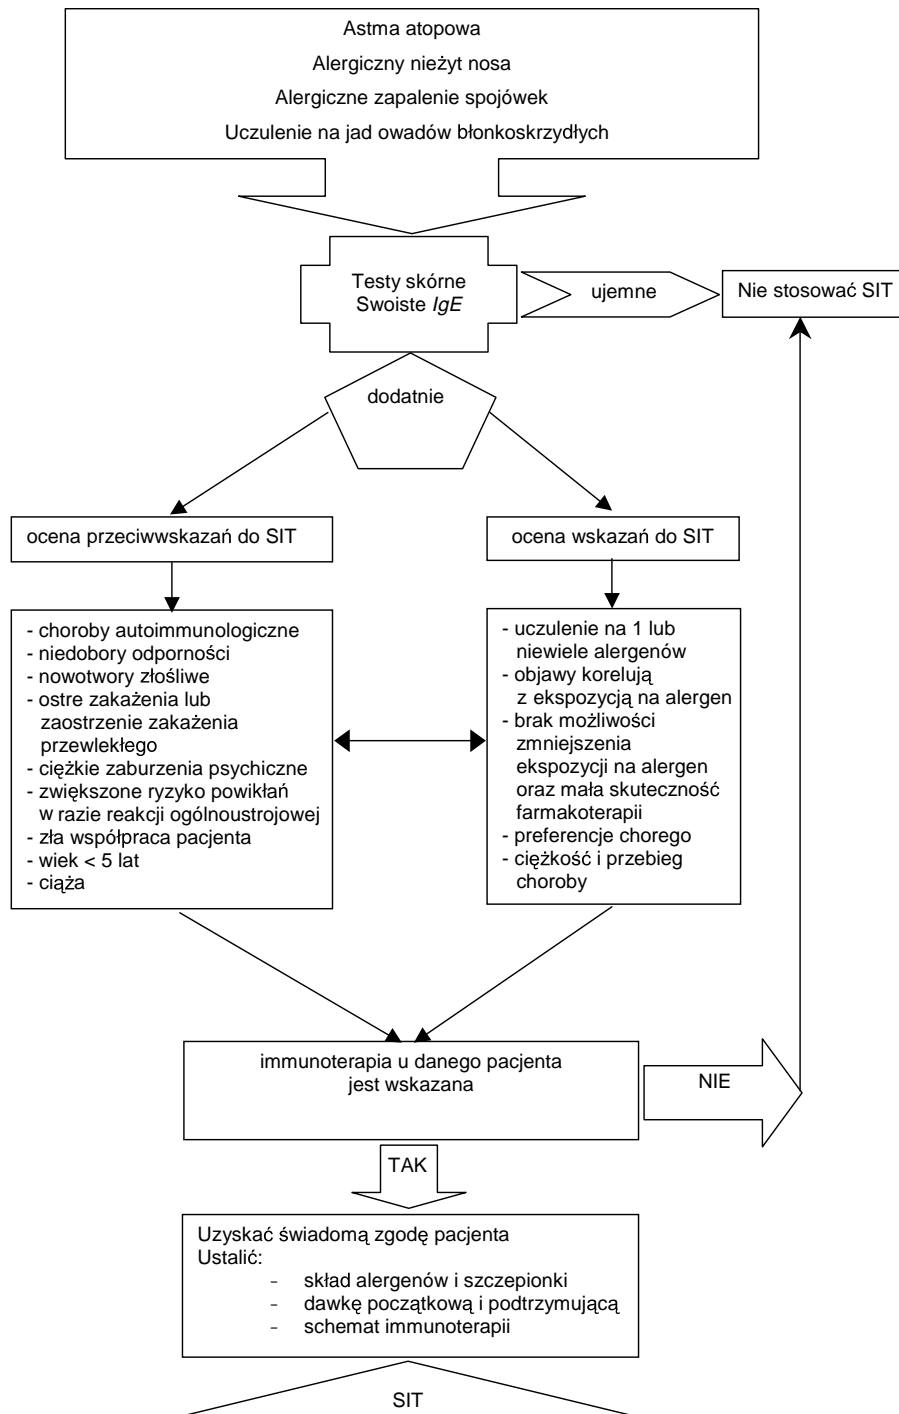 Astma atopowa
Alergiczny nieżyt nosa
Alergiczne zapalenie spojówek
Uczulenie na jad owadów błonkoskrzydłych
Testy skórne
Swoiste IgE
ujemne
Nie stosować SIT
dodatnie
ocena przeciwwskazań do SIT
ocena wskazań do SIT
- choroby autoimmunologiczne
- niedobory odporności
- nowotwory złośliwe
- ostre zakażenia lub
zaostrzenie zakażenia
przewlekłego
- ciężkie zaburzenia psychiczne
- zwiększone ryzyko powikłań
w razie reakcji ogólnoustrojowej
- zła współpraca pacjenta
- wiek < 5 lat
- ciąża
- uczulenie na 1 lub
niewiele alergenów
- objawy korelują
z ekspozycją na alergen
- brak możliwości
zmniejszenia
ekspozycji na alergen
oraz mała skuteczność
farmakoterapii
- preferencje chorego
- ciężkość i przebieg
choroby
immunoterapia u danego pacjenta
jest wskazana
NIE
TAK
Uzyskać świadomą zgodę pacjenta
Ustalić:
- skład alergenów i szczepionki
- dawkę początkową i podtrzymującą
- schemat immunoterapii
SIT